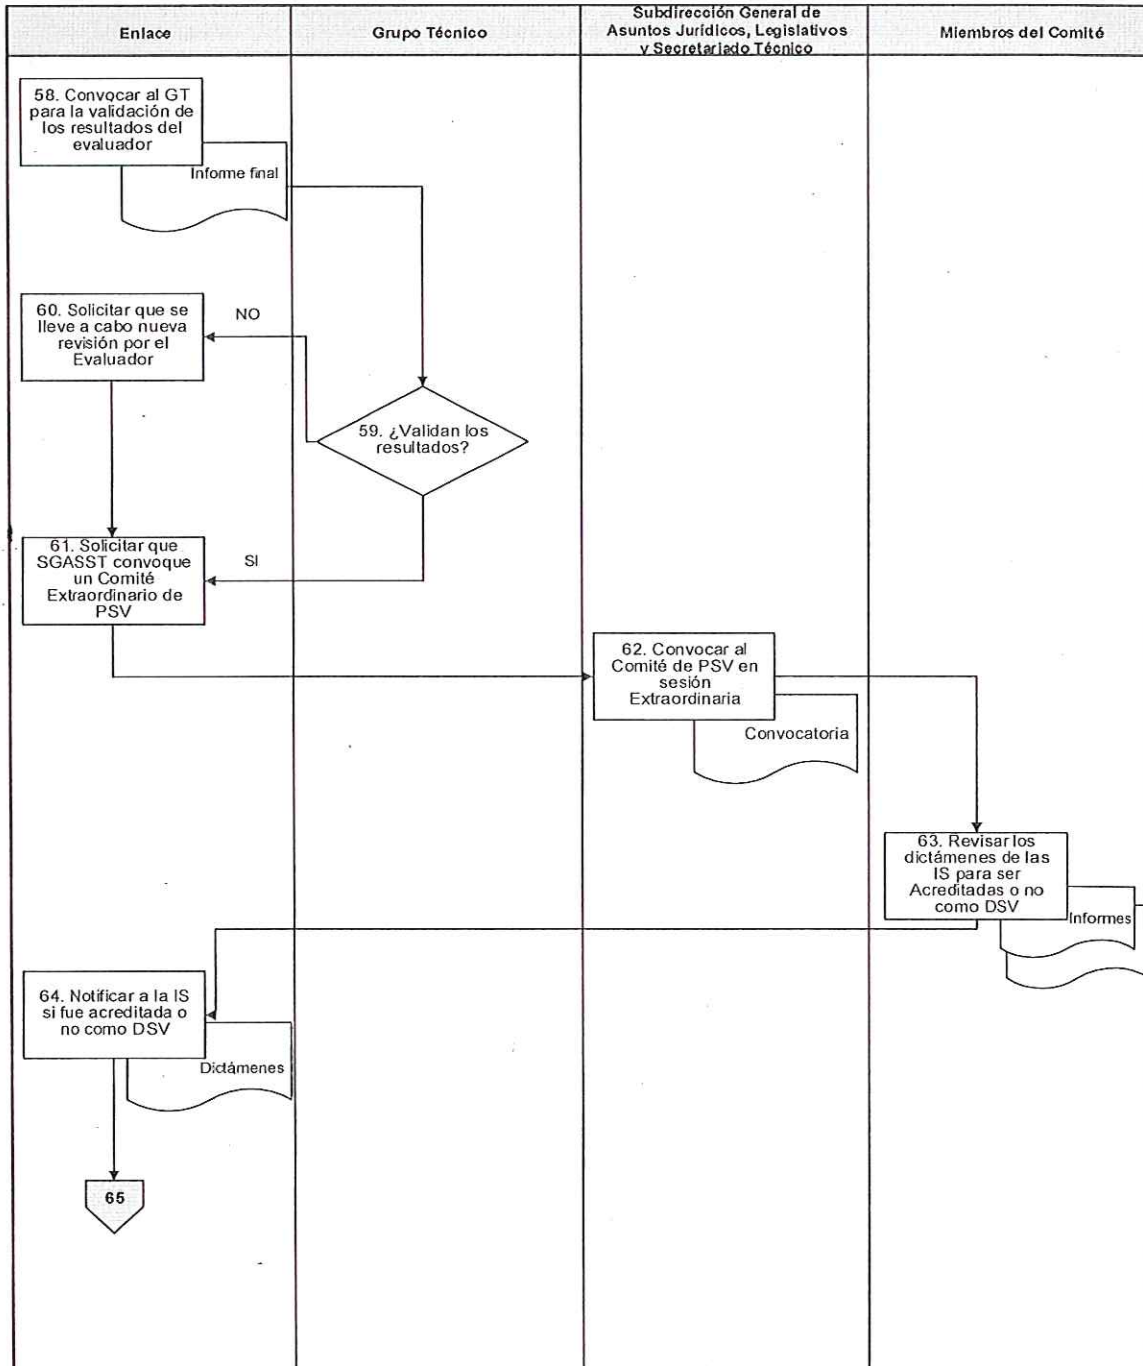 Enlace
Grupo Técnico
Subdirección General de
Asuntos Jurídicos, Legislativos
y Secretariado Técnico
Miembros del Comité
58. Convocar al GT
para la validación de
los resultados del
evaluador
Informe final
60. Solicitar que se
lleve a cabo nueva
revisión por el
Evaluador
NO
59. ¿Validan los
resultados?
61. Solicitar que
SGASST convoque
un Comité
Extraordinario de
PSV
SI
62. Convocar al
Comité de PSV en
sesión
Extraordinaria
Convocatoria
63. Revisar los
dictámenes de las
IS para ser
Acreditadas o no
como DSV
Informes
64. Notificar a la IS
si fue acreditada o
no como DSV
Dictámenes
65